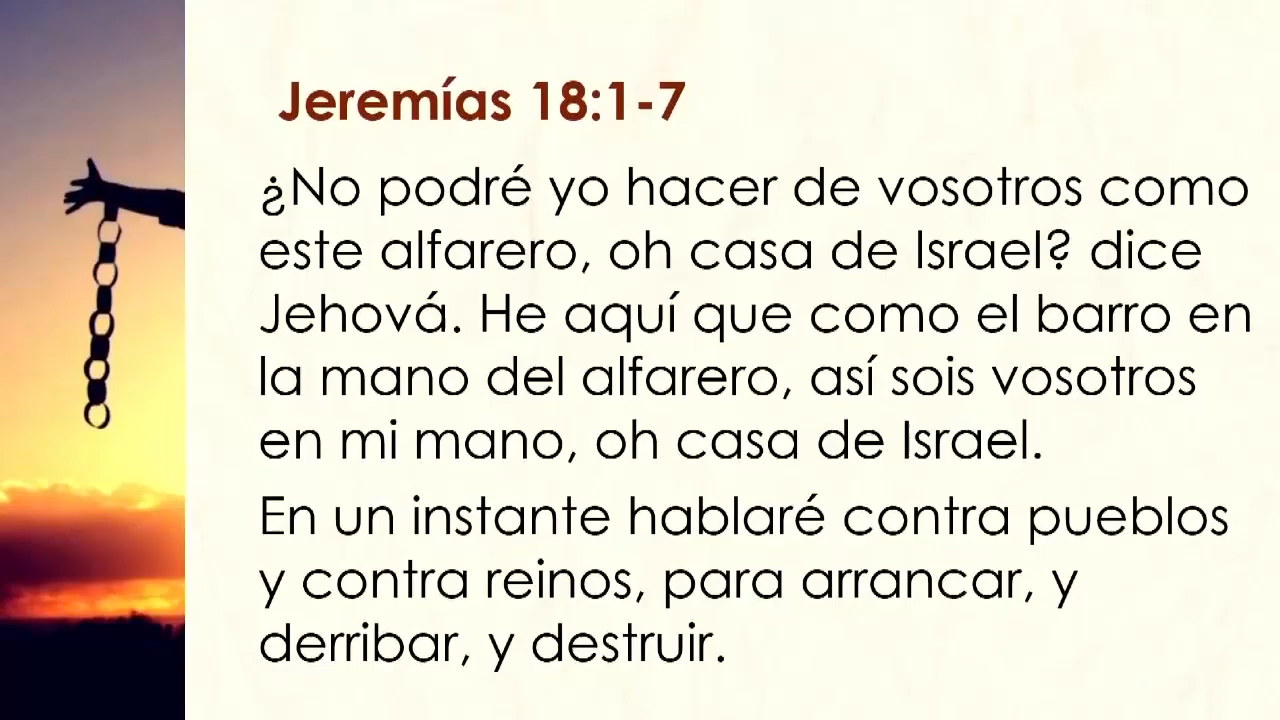 Jeremías 18:1-7
¿No podré yo hacer de vosotros como
este alfarero, oh casa de Israel? dice
Jehová. He aquí que como el barro en
la mano del alfarero, así sois vosotros
en mi mano, oh casa de Israel.
En un instante hablaré contra pueblos
y contra reinos, para arrancar, y
derribar, y destruir.